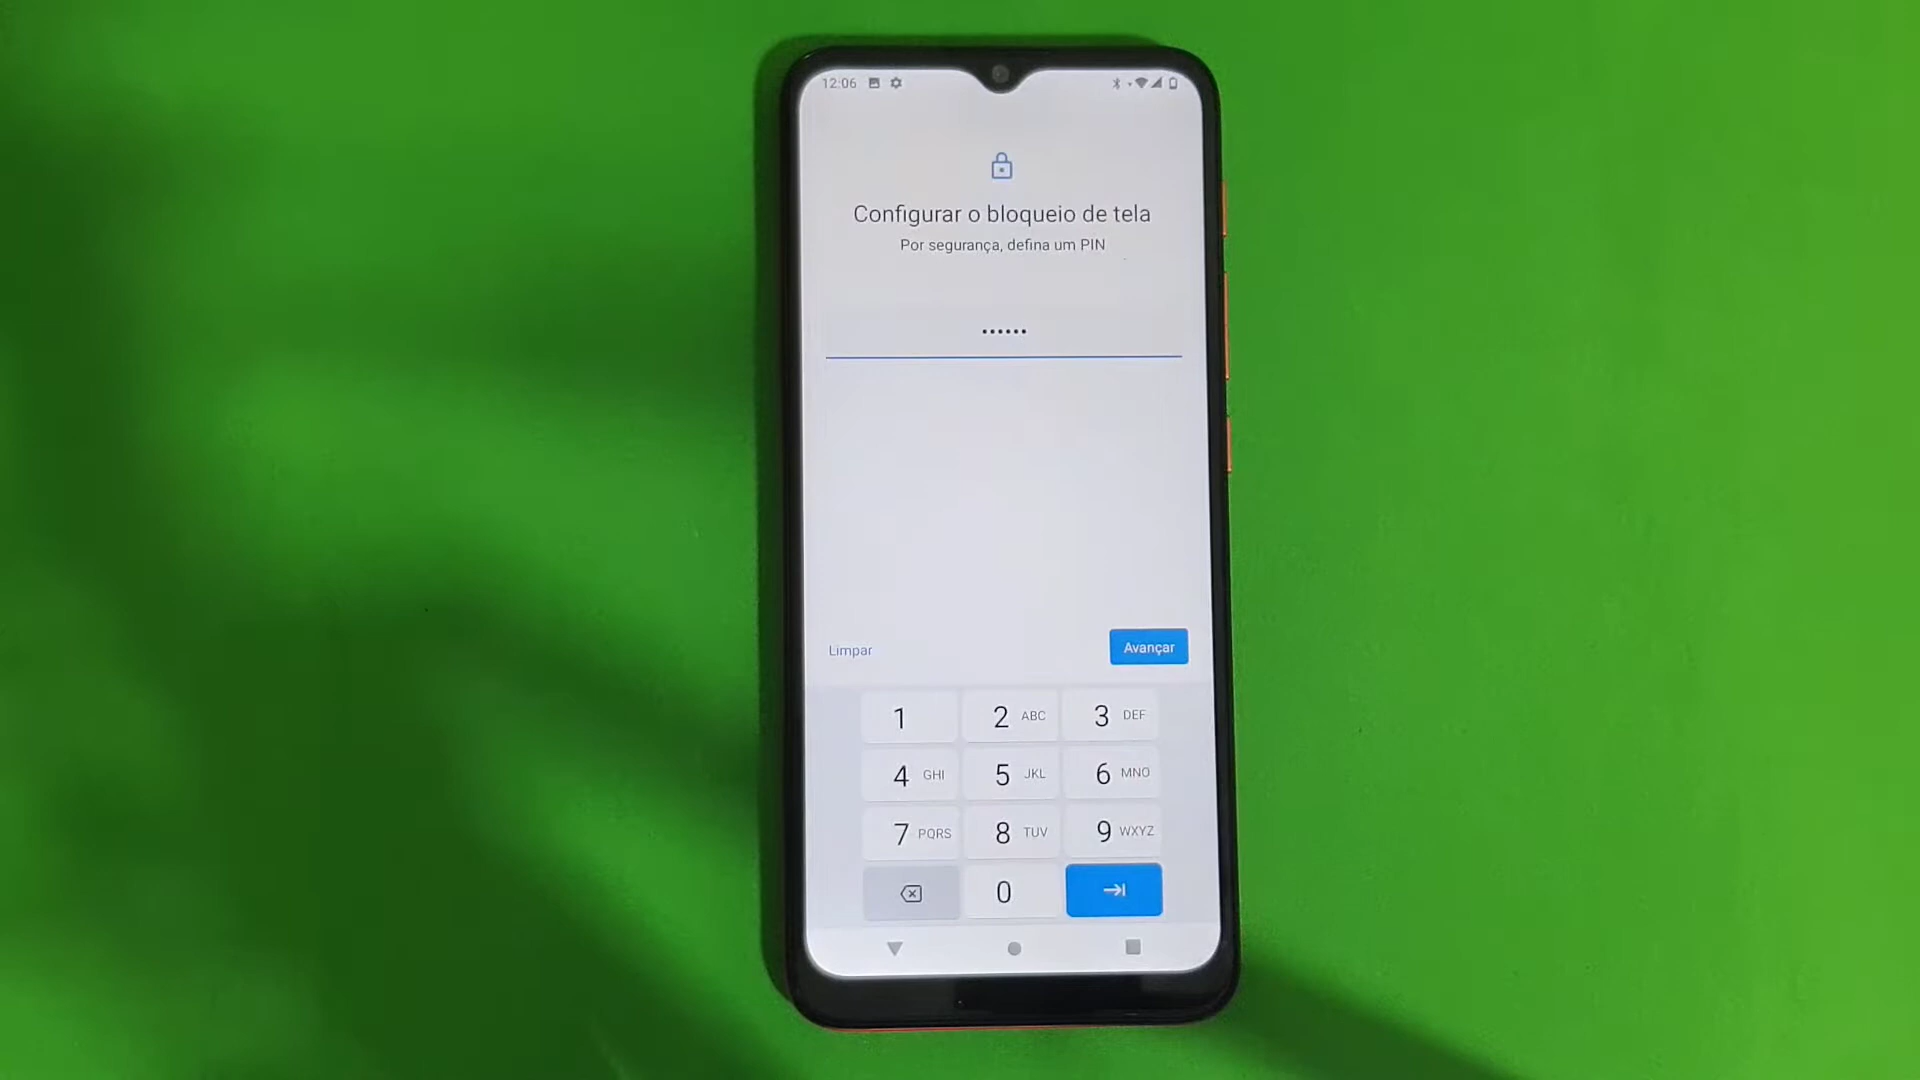 12:06
Configurar o bloqueio de tela
Por segurança, defina um PIN
••••••
Limpar
Avançar
1
2 ABC
3 DEF
4 GHI
5 JKL
6 MNO
7 PQRS
8 TUV
9 WXYZ
0